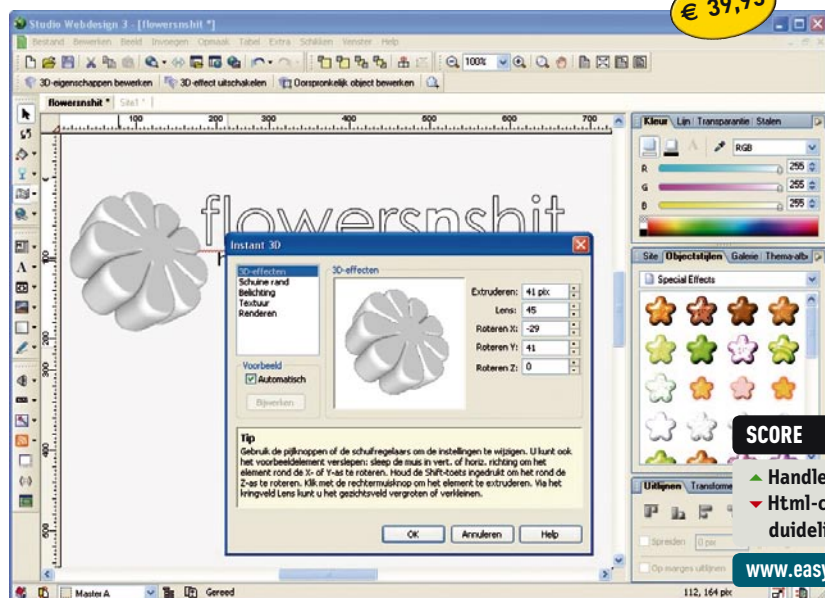 € 39,95
Studio Webdesign 3 - [flowersnshit *]
Bestand Bewerken Beeld Invoegen Opmaak Tabel Extra Schikken Venster Help
100%
3D-eigenschappen bewerken 3D-effect uitschakelen Oorspronkelijk object bewerken
flowersnshit * Site1 *
100 200 300 400 500 600 700
Kleur Lijn Transparantie Stalen
RGB
R 255
G 255
B 255
flowersnshit
Instant 3D
3D-effecten
Schuine rand
Belichting
Textuur
Renderen
Voorbeeld
Automatisch
Bijwerken
3D-effecten
Extruderen: 41 pix
Lens: 45
Roteren X: -29
Roteren Y: 41
Roteren Z: 0
Tip
Gebruik de pijlknoppen of de schuifregelaars om de instellingen te wijzigen. U kunt ook
het voorbeeldelement verslepen: sleep de muis in vert. of horiz. richting om het
element rond de X- of Y-as te roteren. Houd de Shift-toets ingedrukt om het rond de
Z-as te roteren. Klik met de rechtermuisknop om het element te extruderen. Via het
kringveld Lens kunt u het gezichtsveld vergroten of verkleinen.
OK Annuleren Help
Site Objectstijlen Galerie Thema-alb
Special Effects
SCORE
Handle
Html-c
duideli
www.easy
Uitlijnen Transforme
Spreiden 0 pix
Op marges uitlijnen
Master A Gereed 112, 164 pix